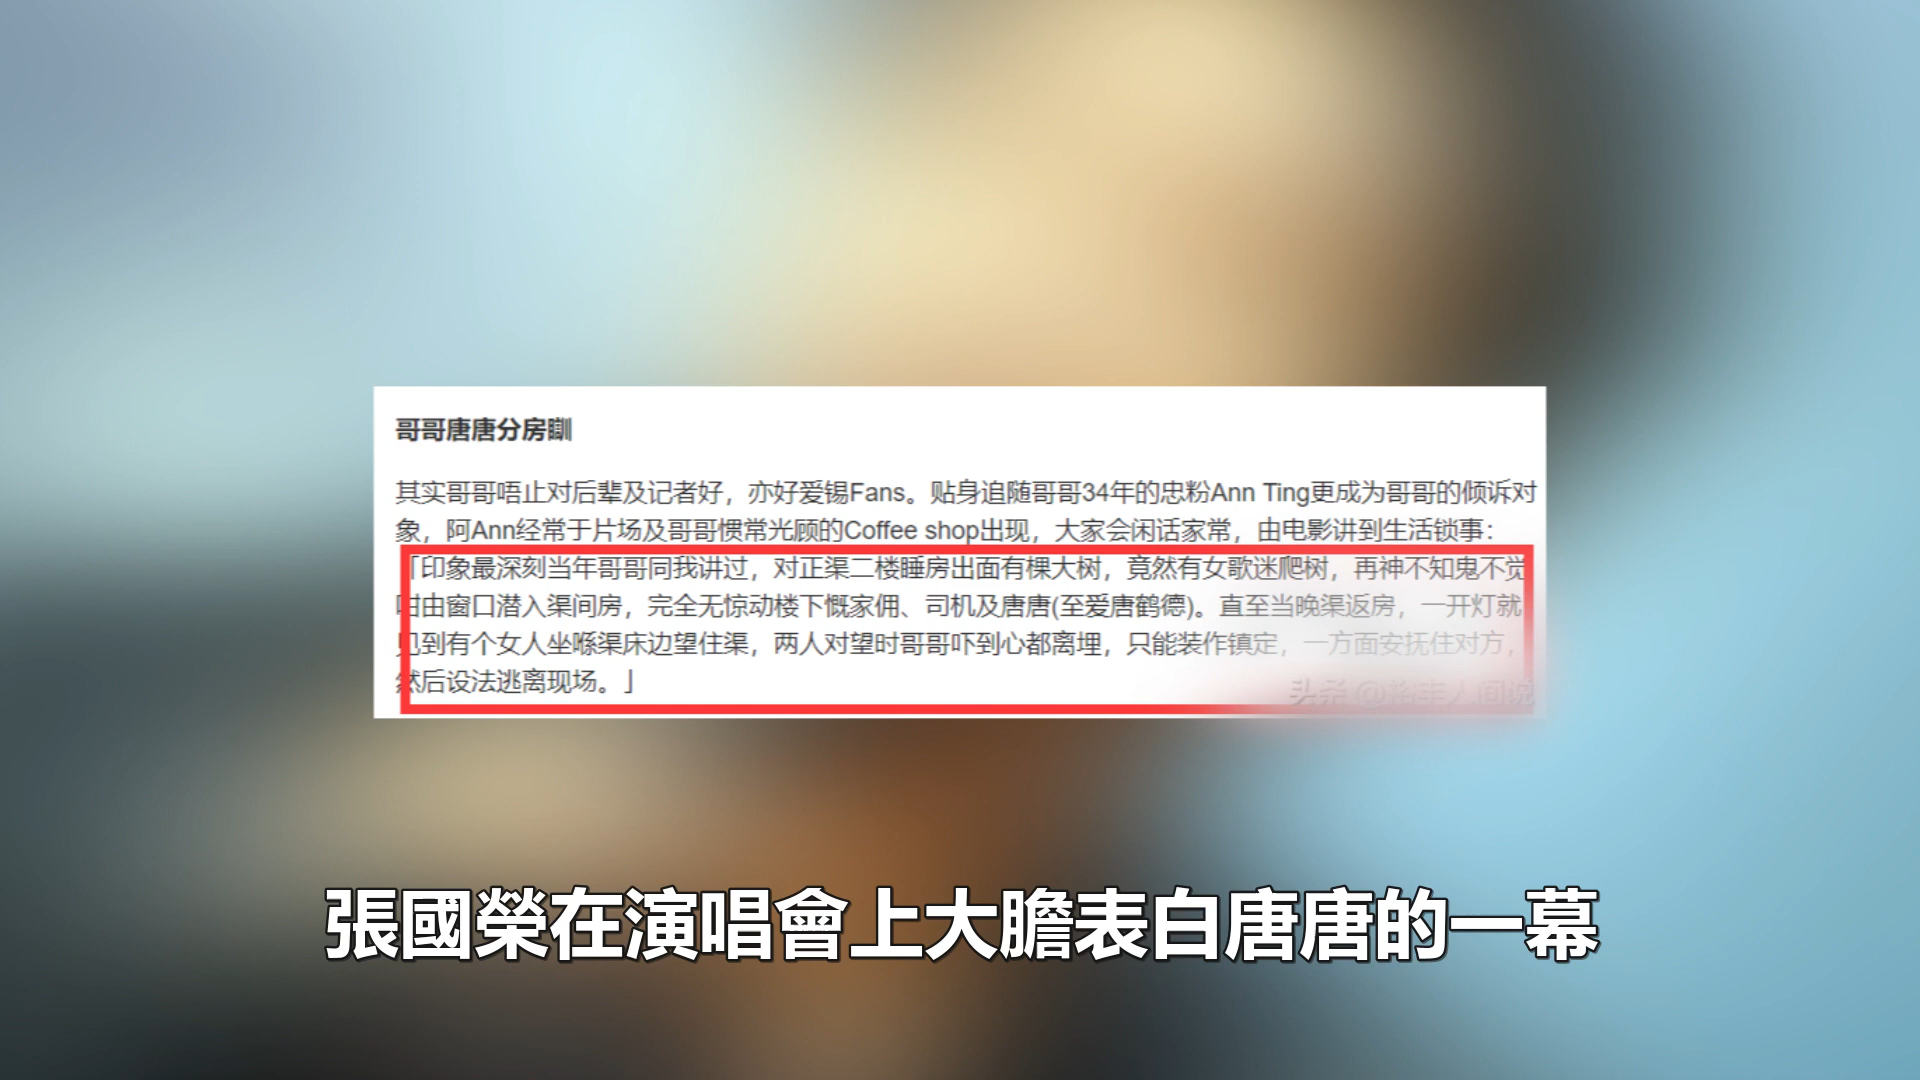 哥哥唐唐分房瞓
其实哥哥唔止对后辈及记者好，亦好爱锡Fans。贴身追随哥哥34年的忠粉Ann Ting更成为哥哥的倾诉对
象，阿Ann经常于片场及哥哥惯常光顾的Coffee shop出现，大家会闲话家常，由电影讲到生活锁事：
「印象最深刻当年哥哥同我讲过，对正渠二楼睡房出面有棵大树，竟然有女歌迷爬树，再神不知鬼不觉
咁由窗口潜入渠间房，完全无惊动楼下慨家佣、司机及唐唐(至爱唐鹤德)。直至当晚渠返房，一开灯就
见到有个女人坐喺渠床边望住渠，两人对望时哥哥吓到心都离埋，只能装作镇定，一方面安抚住对方，
然后设法逃离现场。」
張國榮在演唱會上大膽表白唐唐的一幕